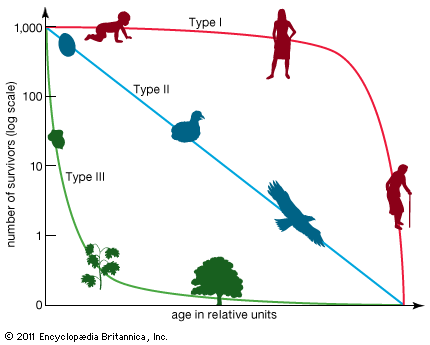 Type I
1,000
Type II
100
number of survivors (log scale)
10
Type III
1
0
age in relative units
© 2011 Encyclopædia Britannica, Inc.